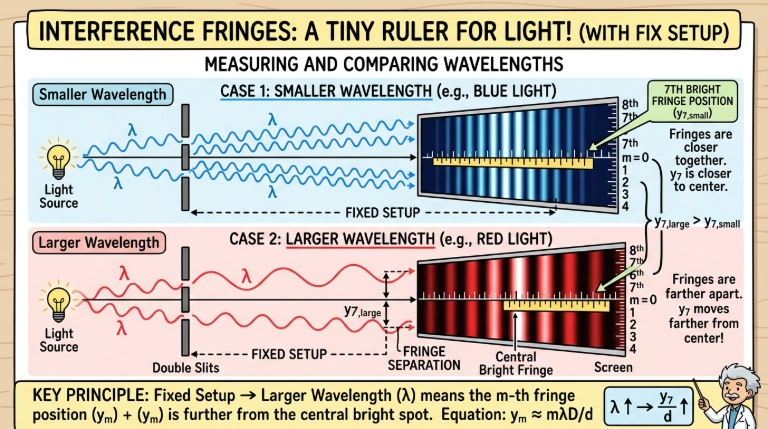 INTERFERENCE FRINGES: A TINY RULER FOR LIGHT! (WITH FIX SETUP)
MEASURING AND COMPARING WAVELENGTHS
Smaller Wavelength
CASE 1: SMALLER WAVELENGTH (e.g., BLUE LIGHT)
λ
λ
λ
λ
Light
Source
FIXED SETUP
8th
7th
7th
m = 0
1
2
3
4
7TH BRIGHT
FRINGE POSITION
(y7,small)
Fringes are
closer
together.
y7 is closer
to center.
y7,large > y7,small
Larger Wavelength
CASE 2: LARGER WAVELENGTH (e.g., RED LIGHT)
λ
λ
λ
Light
Source
Double Slits
FIXED SETUP
y7,large
FRINGE
SEPARATION
Central
Bright Fringe
Screen
8th
7th
6th
7th
m = 0
1
2
3
4
Fringes are
farther apart.
y7 moves
farther from
center!
KEY PRINCIPLE: Fixed Setup → Larger Wavelength (λ) means the m-th fringe
position (ym) + (ym) is further from the central bright spot. Equation: ym ≈ mλD/d
λ ↑ → y7/d ↑